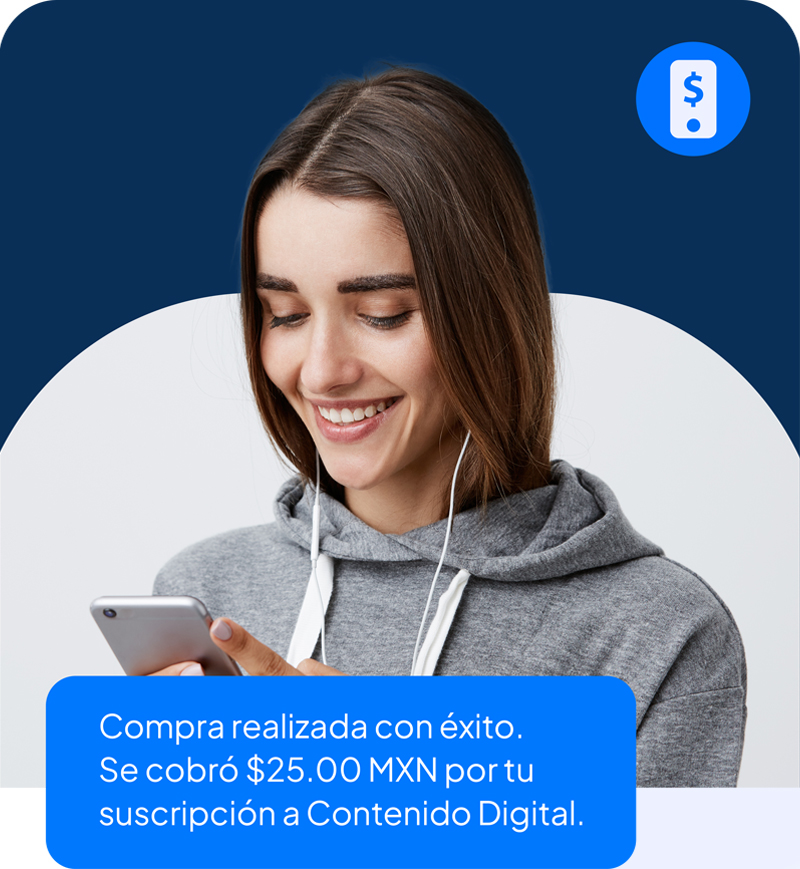 $
Compra realizada con éxito.
Se cobró $25.00 MXN por tu
suscripción a Contenido Digital.